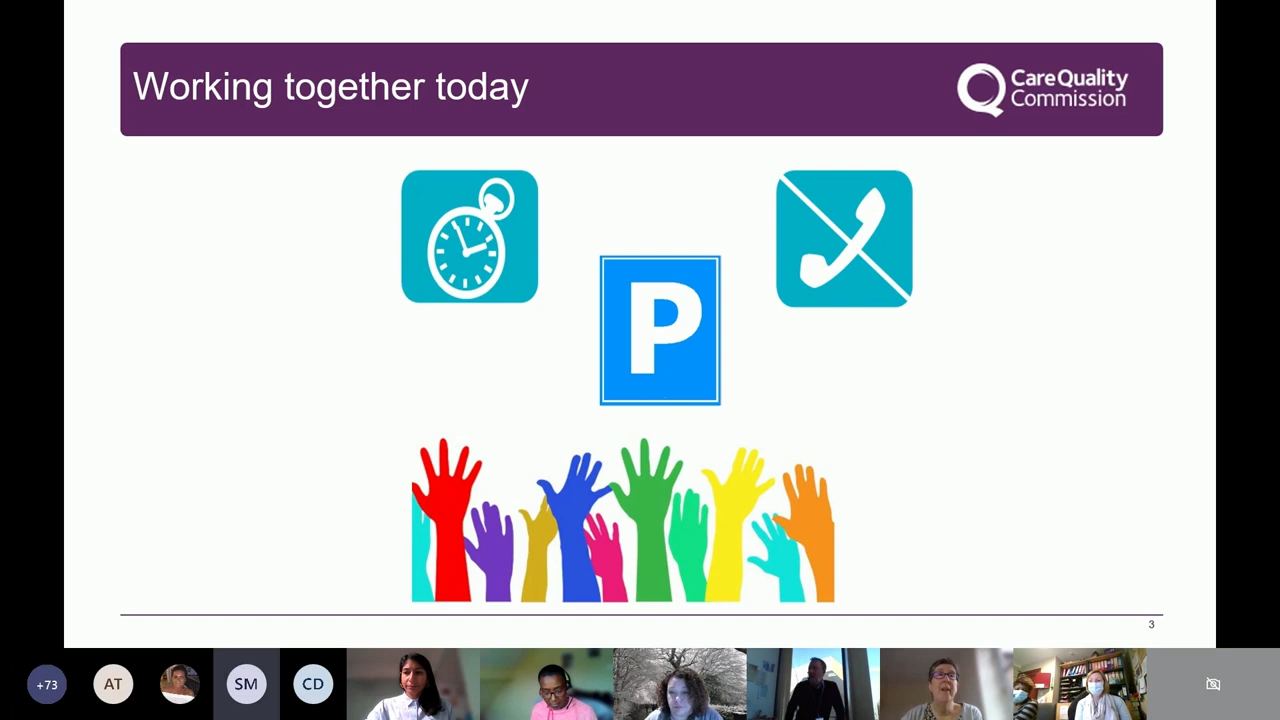 Working together today
CareQuality
Commission
P
3
+73
AT
SM
CD